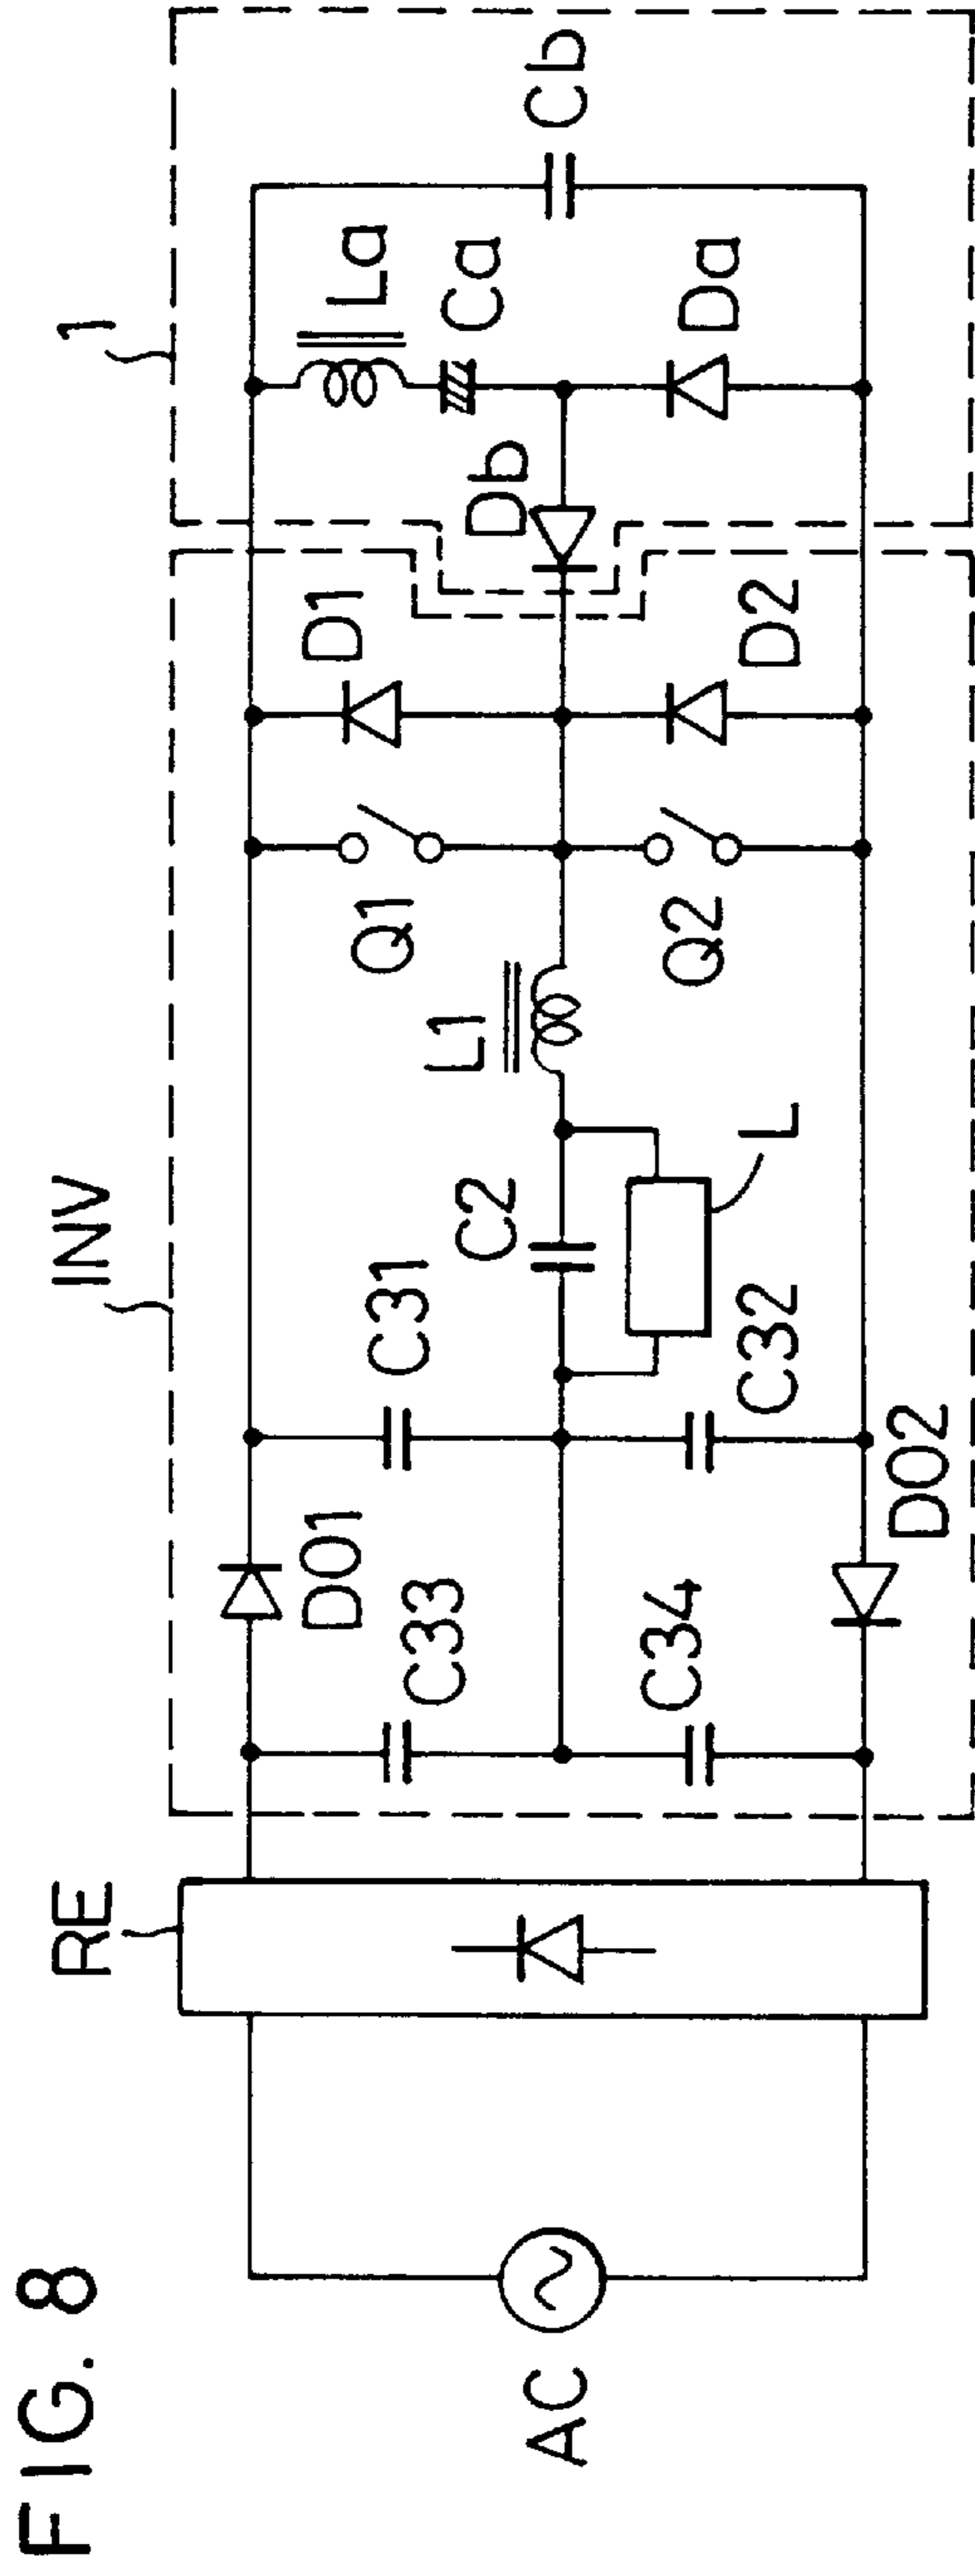 FIG. 8
AC
RE
INV
1
C33
C34
D01
D02
C31
C32
C2
L
L1
Q1
Q2
D1
D2
Db
La
Ca
Da
Cb